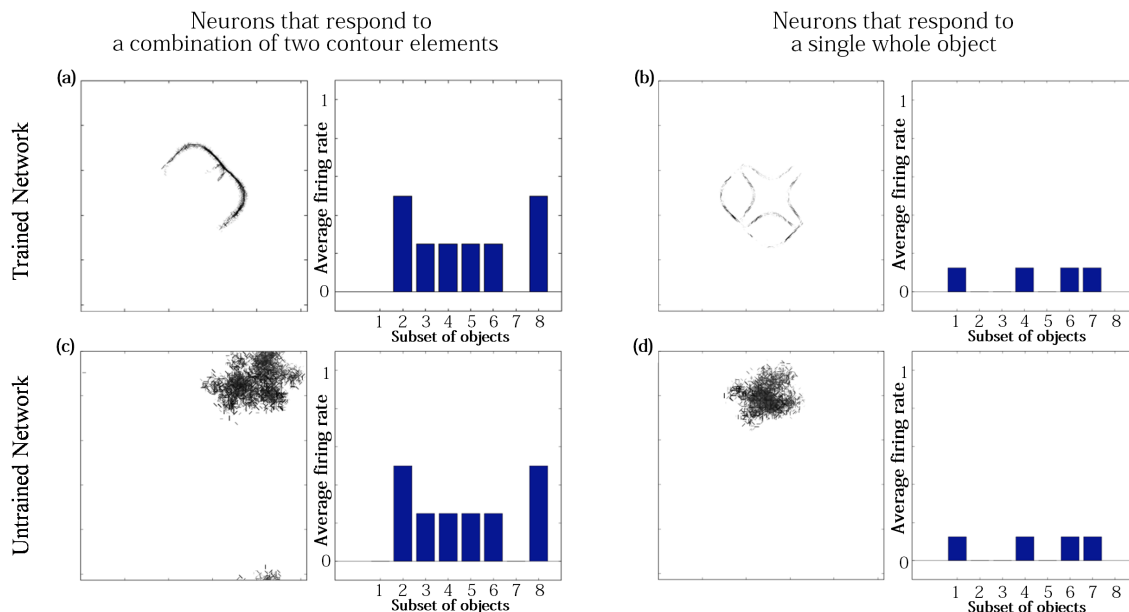 Neurons that respond to
a combination of two contour elements
Neurons that respond to
a single whole object
Trained Network
(a)
Average firing rate
1
0
1 2 3 4 5 6 7 8
Subset of objects
(b)
Average firing rate
1
0
1 2 3 4 5 6 7 8
Subset of objects
Untrained Network
(c)
Average firing rate
1
0
1 2 3 4 5 6 7 8
Subset of objects
(d)
Average firing rate
1
0
1 2 3 4 5 6 7 8
Subset of objects